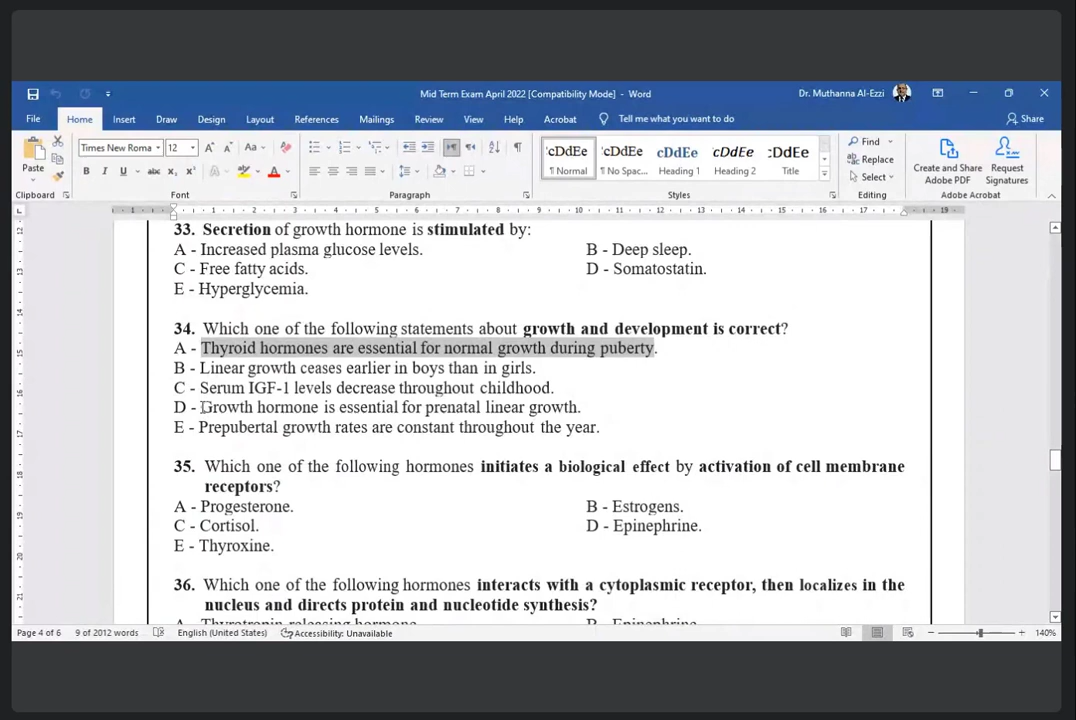 Mid Term Exam April 2022 [Compatibility Mode] - Word
Dr. Muthanna Al-Ezzi
File Home Insert Draw Design Layout References Mailings Review View Help Acrobat Tell me what you want to do Share
Times New Roma 12 Aa
Paste
B I U abc x₂ x² A
Clipboard Font Paragraph Styles Editing Adobe Acrobat
¶ Normal ¶ No Spac... Heading 1 Heading 2 Title
Find
Replace
Select
Create and Share Adobe PDF
Request Signatures
33. Secretion of growth hormone is stimulated by:
A - Increased plasma glucose levels. B - Deep sleep.
C - Free fatty acids. D - Somatostatin.
E - Hyperglycemia.
34. Which one of the following statements about growth and development is correct?
A - Thyroid hormones are essential for normal growth during puberty.
B - Linear growth ceases earlier in boys than in girls.
C - Serum IGF-1 levels decrease throughout childhood.
D - Growth hormone is essential for prenatal linear growth.
E - Prepubertal growth rates are constant throughout the year.
35. Which one of the following hormones initiates a biological effect by activation of cell membrane
receptors?
A - Progesterone. B - Estrogens.
C - Cortisol. D - Epinephrine.
E - Thyroxine.
36. Which one of the following hormones interacts with a cytoplasmic receptor, then localizes in the
nucleus and directs protein and nucleotide synthesis?
Page 4 of 6 9 of 2012 words English (United States) Accessibility: Unavailable 140%